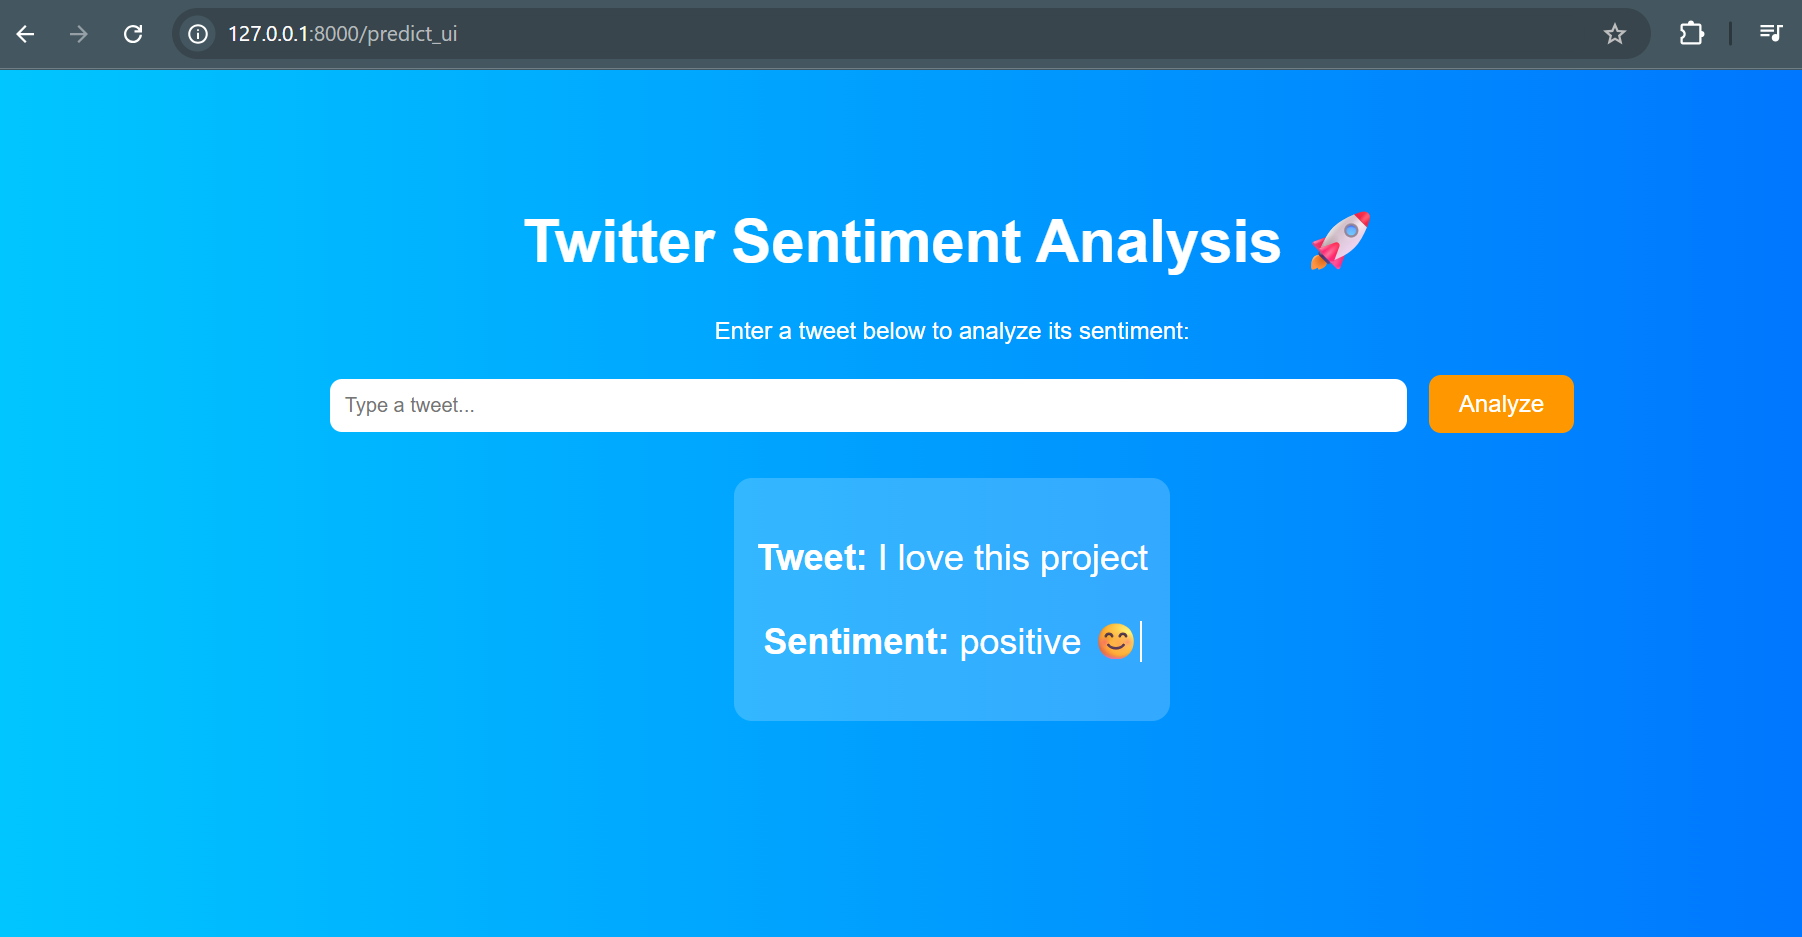 127.0.0.1:8000/predict_ui
Twitter Sentiment Analysis 🚀
Enter a tweet below to analyze its sentiment:
Type a tweet...
Analyze
Tweet: I love this project
Sentiment: positive 😊